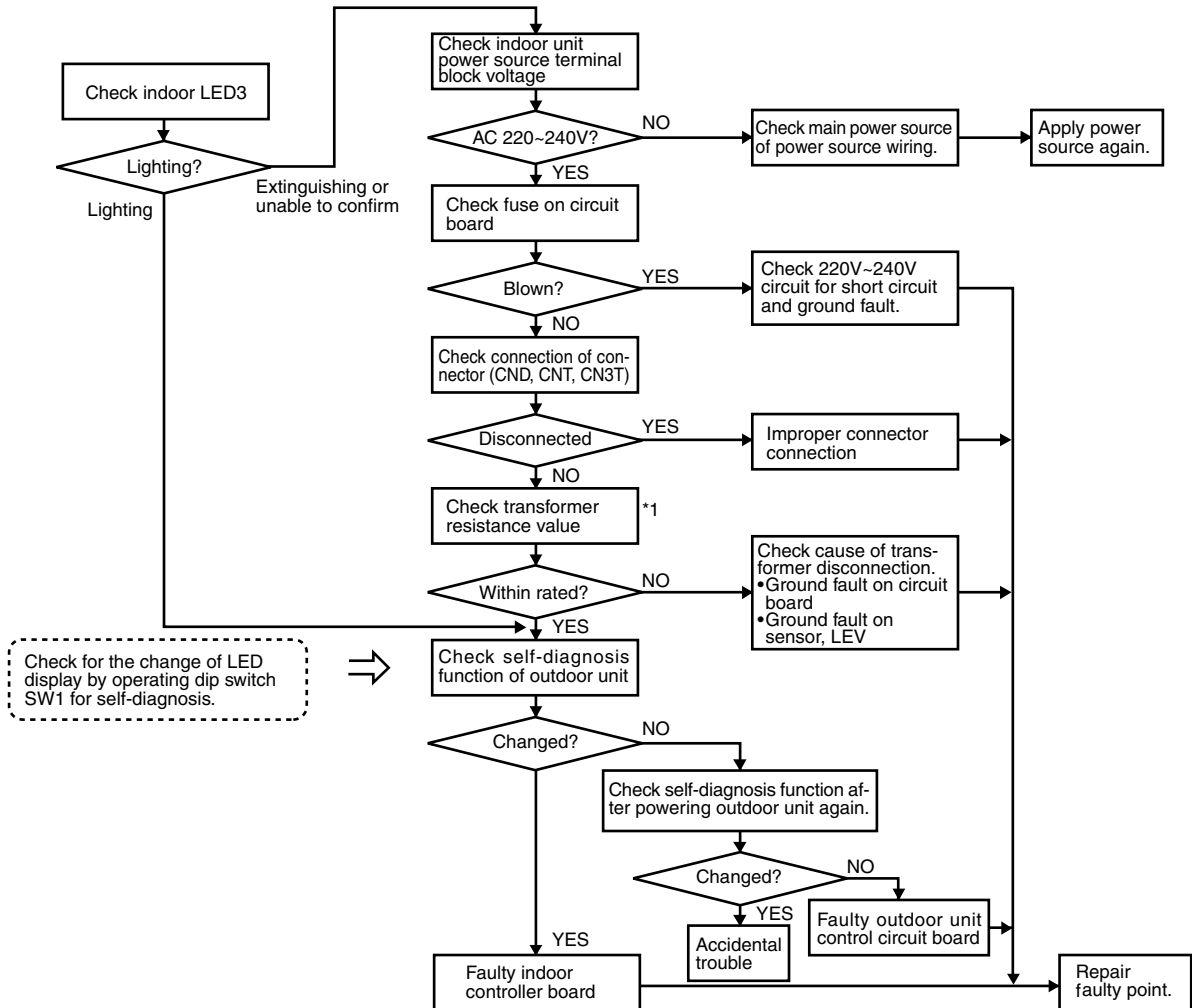 Check indoor unit
power source terminal
block voltage
Check indoor LED3
AC 220~240V?
NO
Check main power source
of power source wiring.
Apply power
source again.
Lighting?
Extinguishing or
unable to confirm
Lighting
YES
Check fuse on circuit
board
Blown?
YES
Check 220V~240V
circuit for short circuit
and ground fault.
NO
Check connection of con-
nector (CND, CNT, CN3T)
Disconnected
YES
Improper connector
connection
NO
Check transformer
resistance value
*1
Within rated?
NO
Check cause of trans-
former disconnection.
•Ground fault on circuit
board
•Ground fault on
sensor, LEV
YES
Check for the change of LED
display by operating dip switch
SW1 for self-diagnosis.
Check self-diagnosis
function of outdoor unit
Changed?
NO
Check self-diagnosis function af-
ter powering outdoor unit again.
Changed?
NO
YES
Accidental
trouble
Faulty outdoor unit
control circuit board
YES
Faulty indoor
controller board
Repair
faulty point.